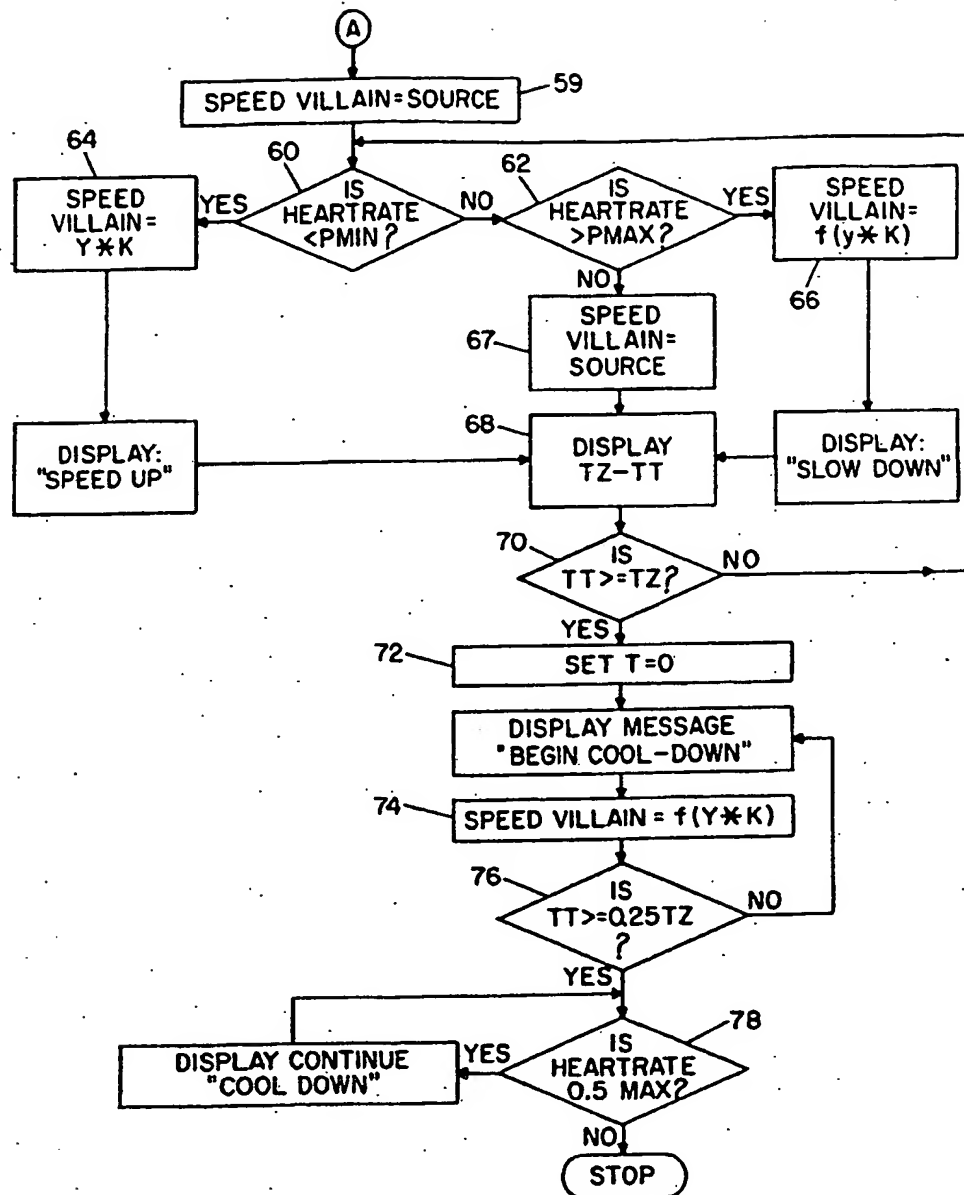 A
SPEED VILLAIN=SOURCE
59
64
SPEED
VILLAIN=
Y*K
YES
60
IS
HEARTRATE
<PMIN?
NO
62
IS
HEARTRATE
>PMAX?
YES
SPEED
VILLAIN=
f(y*K)
66
NO
67
SPEED
VILLAIN=
SOURCE
DISPLAY:
"SPEED UP"
68
DISPLAY
TZ-TT
DISPLAY:
"SLOW DOWN"
70
IS
TT>=TZ?
NO
YES
72
SET T=0
DISPLAY MESSAGE
"BEGIN COOL-DOWN"
74
SPEED VILLAIN = f(Y*K)
76
IS
TT>=0.25TZ
?
NO
YES
78
IS
HEARTRATE
0.5 MAX?
YES
DISPLAY CONTINUE
"COOL DOWN"
NO
STOP